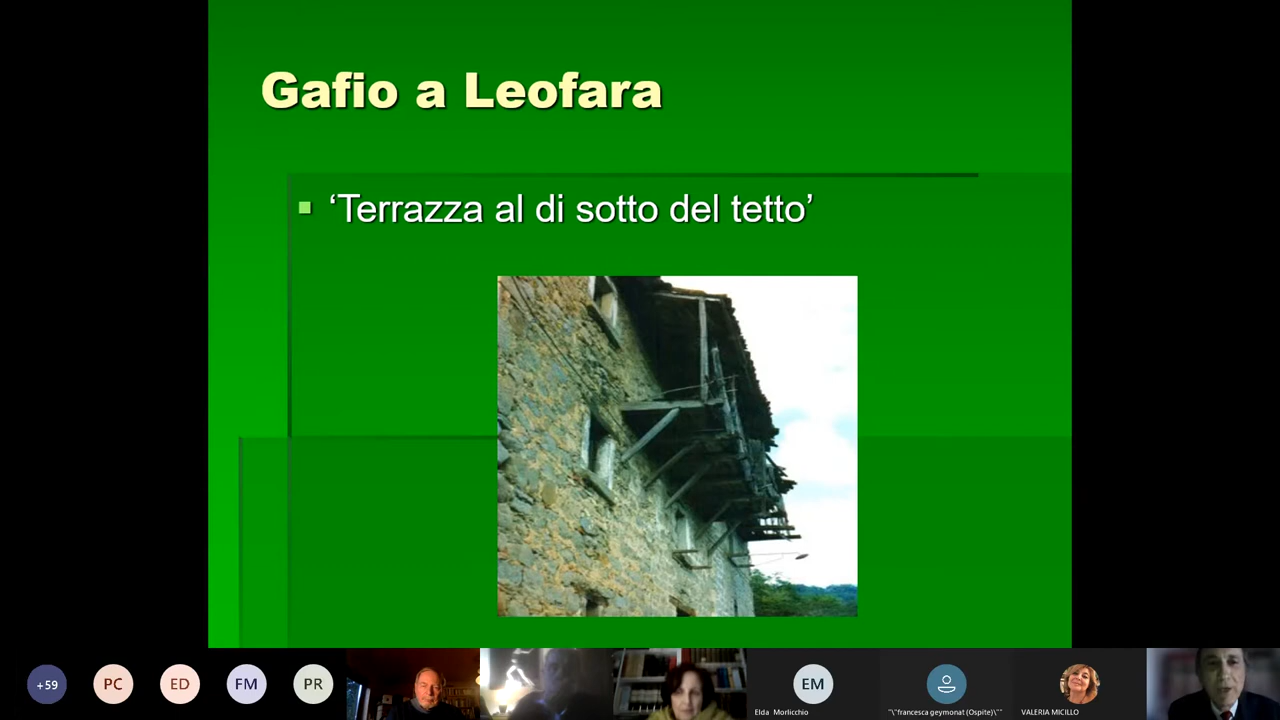 Gafio a Leofara
‘Terrazza al di sotto del tetto’
+59
PC
ED
FM
PR
EM
Elda Morlicchio
"\"francesca geymonat (Ospite)\""
VALERIA MICILLO